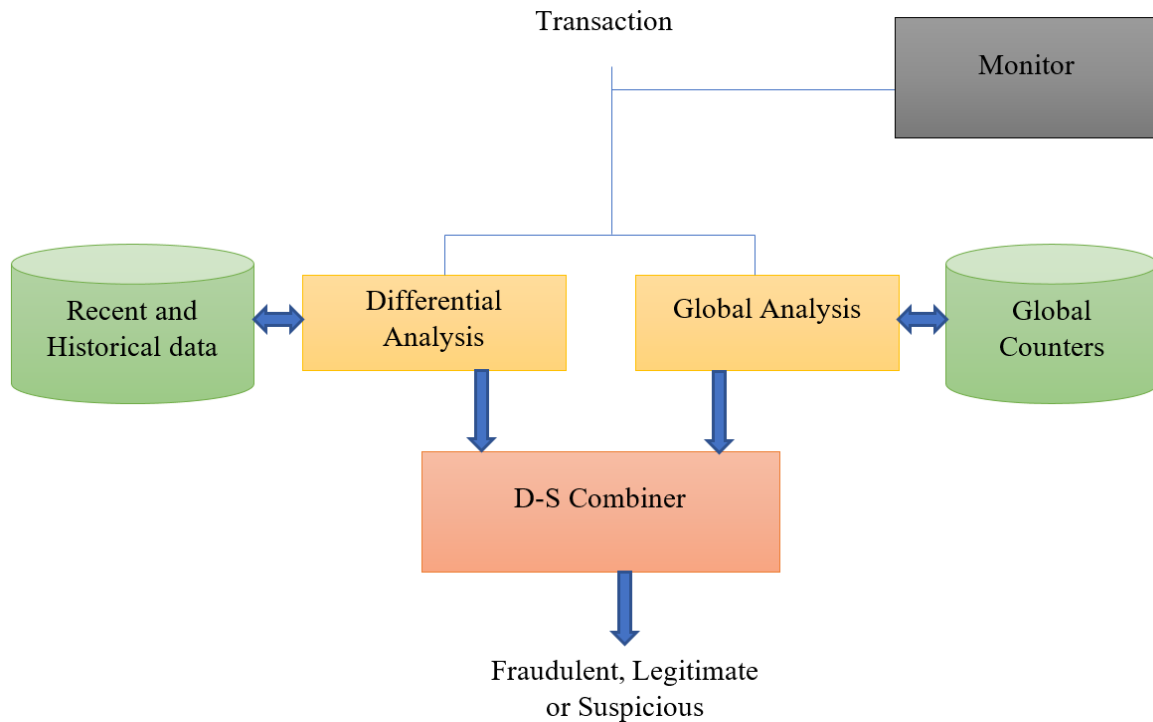 Transaction
Monitor
Recent and
Historical data
Differential
Analysis
Global Analysis
Global
Counters
D-S Combiner
Fraudulent, Legitimate
or Suspicious